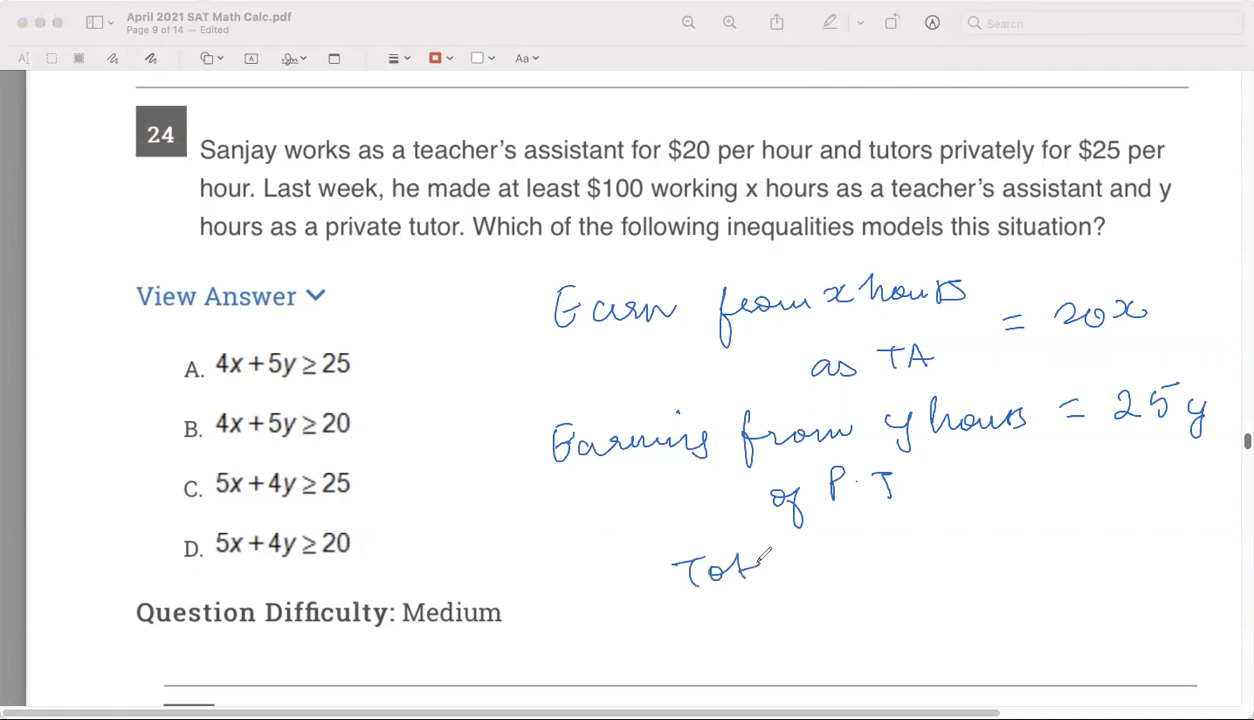 April 2021 SAT Math Calc.pdf
Page 9 of 14 — Edited
Search
Aa
24
Sanjay works as a teacher's assistant for $20 per hour and tutors privately for $25 per
hour. Last week, he made at least $100 working x hours as a teacher's assistant and y
hours as a private tutor. Which of the following inequalities models this situation?
View Answer
A. 4x+5y≥25
B. 4x+5y≥20
C. 5x+4y≥25
D. 5x+4y≥20
Question Difficulty: Medium
Earn from x hours = 20x
as TA
Earning from y hours = 25y
of P.T
Tot